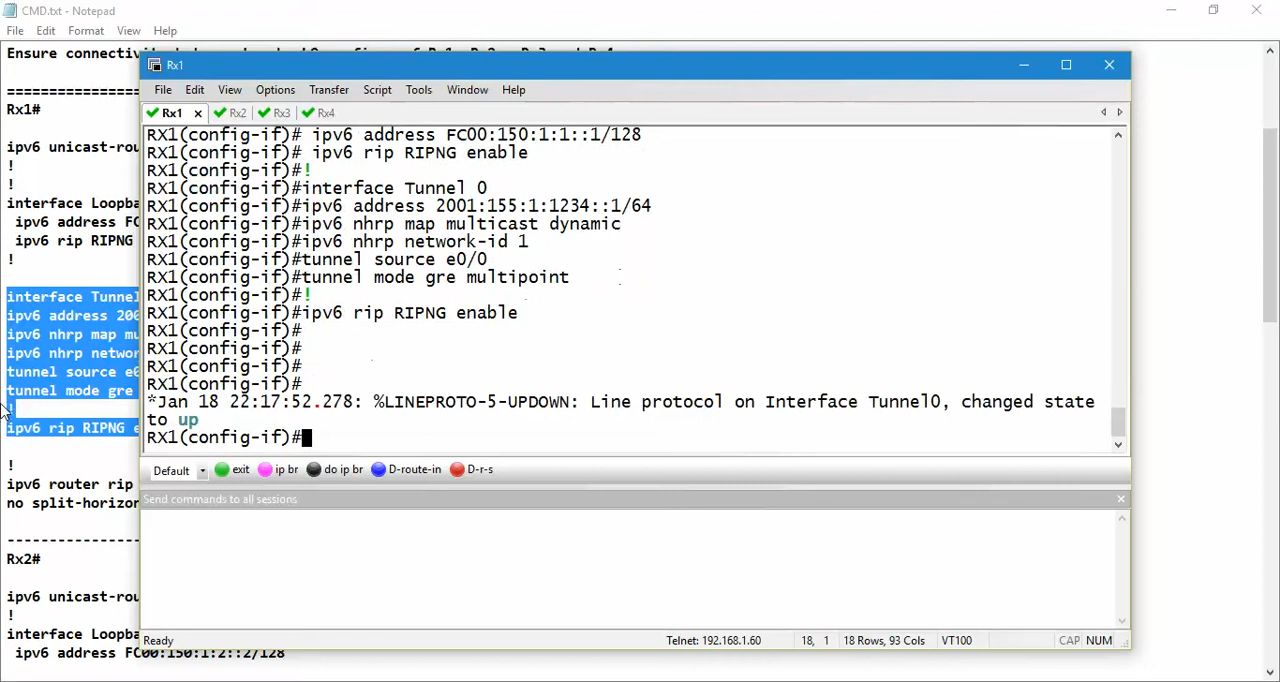 CMD.txt - Notepad
File Edit Format View Help
Rx1#
ipv6 unicast-rou
!
!
interface Loopba
ipv6 address FC0
ipv6 rip RIPNG
!
interface Tunnel
ipv6 address 200
ipv6 nhrp map mu
ipv6 nhrp networ
tunnel source e0
tunnel mode gre
!
ipv6 rip RIPNG e
!
ipv6 router rip
no split-horizon
Rx2#
ipv6 unicast-rou
!
interface Loopba
ipv6 address FC00:150:1:2::2/128
Rx1
File Edit View Options Transfer Script Tools Window Help
Rx1 Rx2 Rx3 Rx4
RX1(config-if)# ipv6 address FC00:150:1:1::1/128
RX1(config-if)# ipv6 rip RIPNG enable
RX1(config-if)#!
RX1(config-if)#interface Tunnel 0
RX1(config-if)#ipv6 address 2001:155:1:1234::1/64
RX1(config-if)#ipv6 nhrp map multicast dynamic
RX1(config-if)#ipv6 nhrp network-id 1
RX1(config-if)#tunnel source e0/0
RX1(config-if)#tunnel mode gre multipoint
RX1(config-if)#!
RX1(config-if)#ipv6 rip RIPNG enable
RX1(config-if)#
RX1(config-if)#
RX1(config-if)#
RX1(config-if)#
*Jan 18 22:17:52.278: %LINEPROTO-5-UPDOWN: Line protocol on Interface Tunnel0, changed state
to up
RX1(config-if)#
Default exit ip br do ip br D-route-in D-r-s
Send commands to all sessions
Ready Telnet: 192.168.1.60 18, 1 18 Rows, 93 Cols VT100 CAP NUM